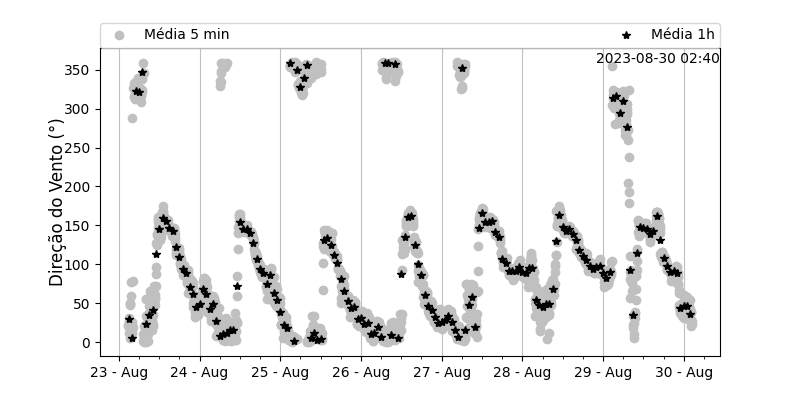 Média 5 min
Média 1h
2023-08-30 02:40
Direção do Vento (°)
350
300
250
200
150
100
50
0
23 - Aug
24 - Aug
25 - Aug
26 - Aug
27 - Aug
28 - Aug
29 - Aug
30 - Aug